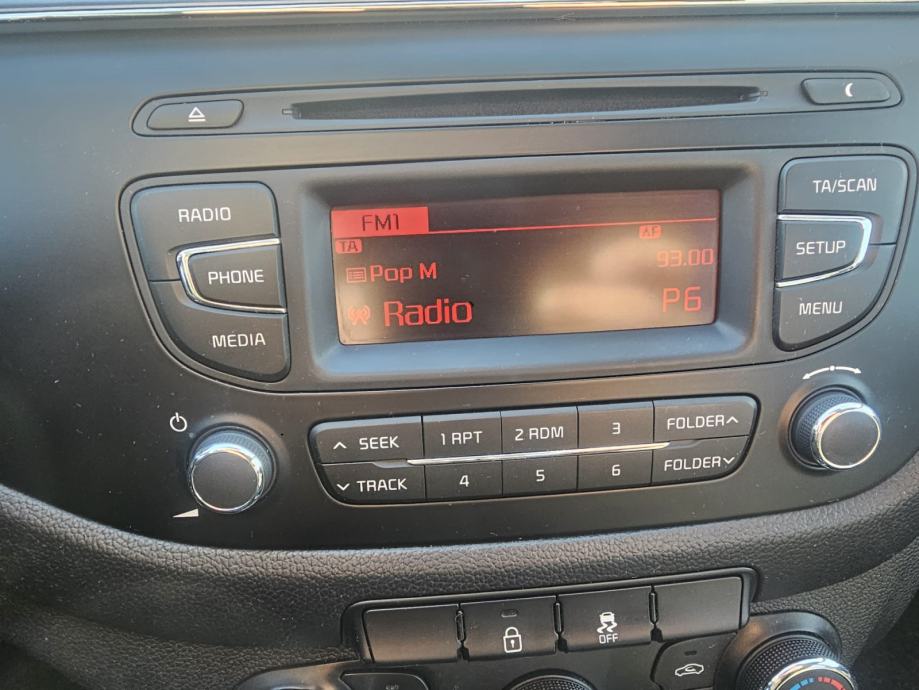 TA/SCAN
RADIO
FM1
SETUP
TA
AF
PHONE
Pop M
93.00
MENU
MEDIA
Radio
P6
SEEK
1 RPT
2 RDM
3
FOLDER
TRACK
4
5
6
FOLDER
OFF